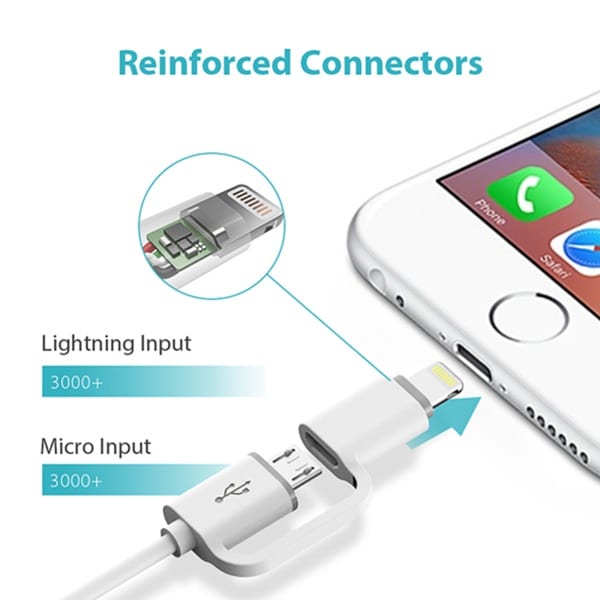 Reinforced Connectors
Phone
Safari
Lightning Input
3000+
Micro Input
3000+